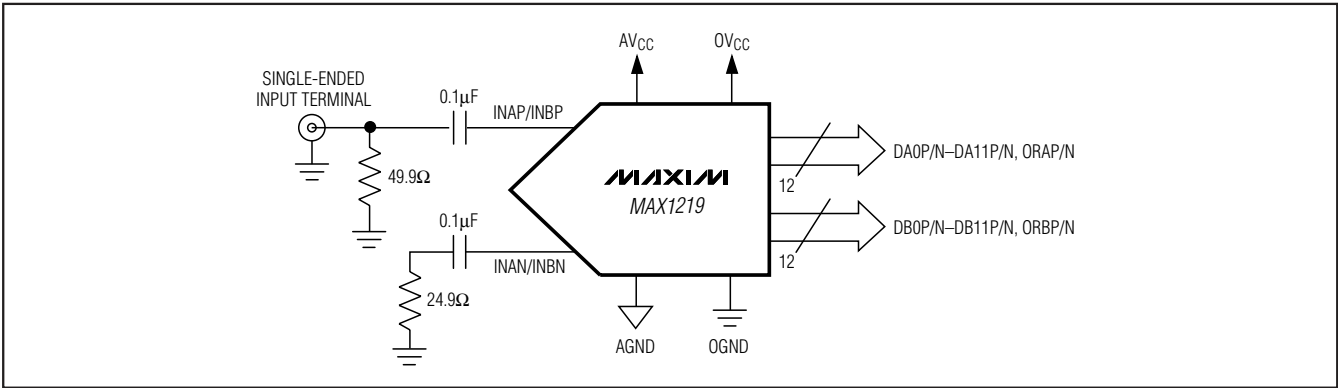 AVCC
OVCC
SINGLE-ENDED
INPUT TERMINAL
0.1μF
INAP/INBP
49.9Ω
MAXIM
MAX1219
12
DA0P/N–DA11P/N, ORAP/N
12
DB0P/N–DB11P/N, ORBP/N
0.1μF
INAN/INBN
24.9Ω
AGND
OGND